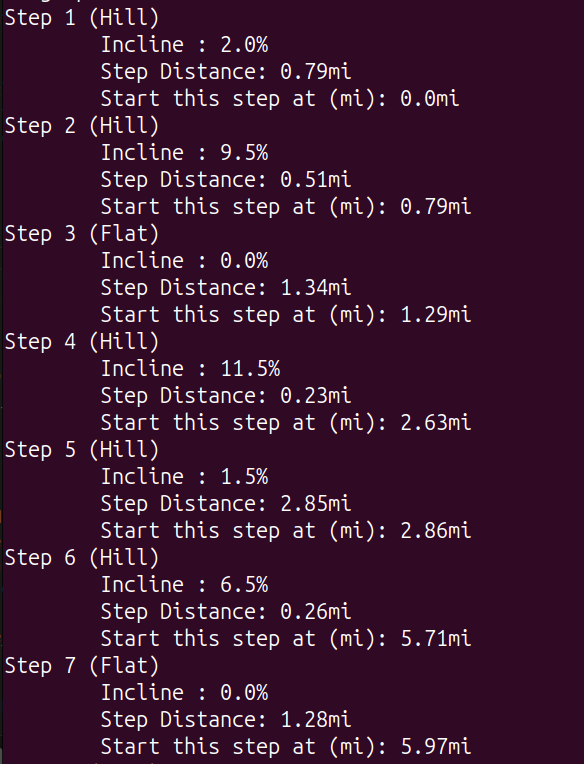 Step 1 (Hill)
Incline : 2.0%
Step Distance: 0.79mi
Start this step at (mi): 0.0mi
Step 2 (Hill)
Incline : 9.5%
Step Distance: 0.51mi
Start this step at (mi): 0.79mi
Step 3 (Flat)
Incline : 0.0%
Step Distance: 1.34mi
Start this step at (mi): 1.29mi
Step 4 (Hill)
Incline : 11.5%
Step Distance: 0.23mi
Start this step at (mi): 2.63mi
Step 5 (Hill)
Incline : 1.5%
Step Distance: 2.85mi
Start this step at (mi): 2.86mi
Step 6 (Hill)
Incline : 6.5%
Step Distance: 0.26mi
Start this step at (mi): 5.71mi
Step 7 (Flat)
Incline : 0.0%
Step Distance: 1.28mi
Start this step at (mi): 5.97mi